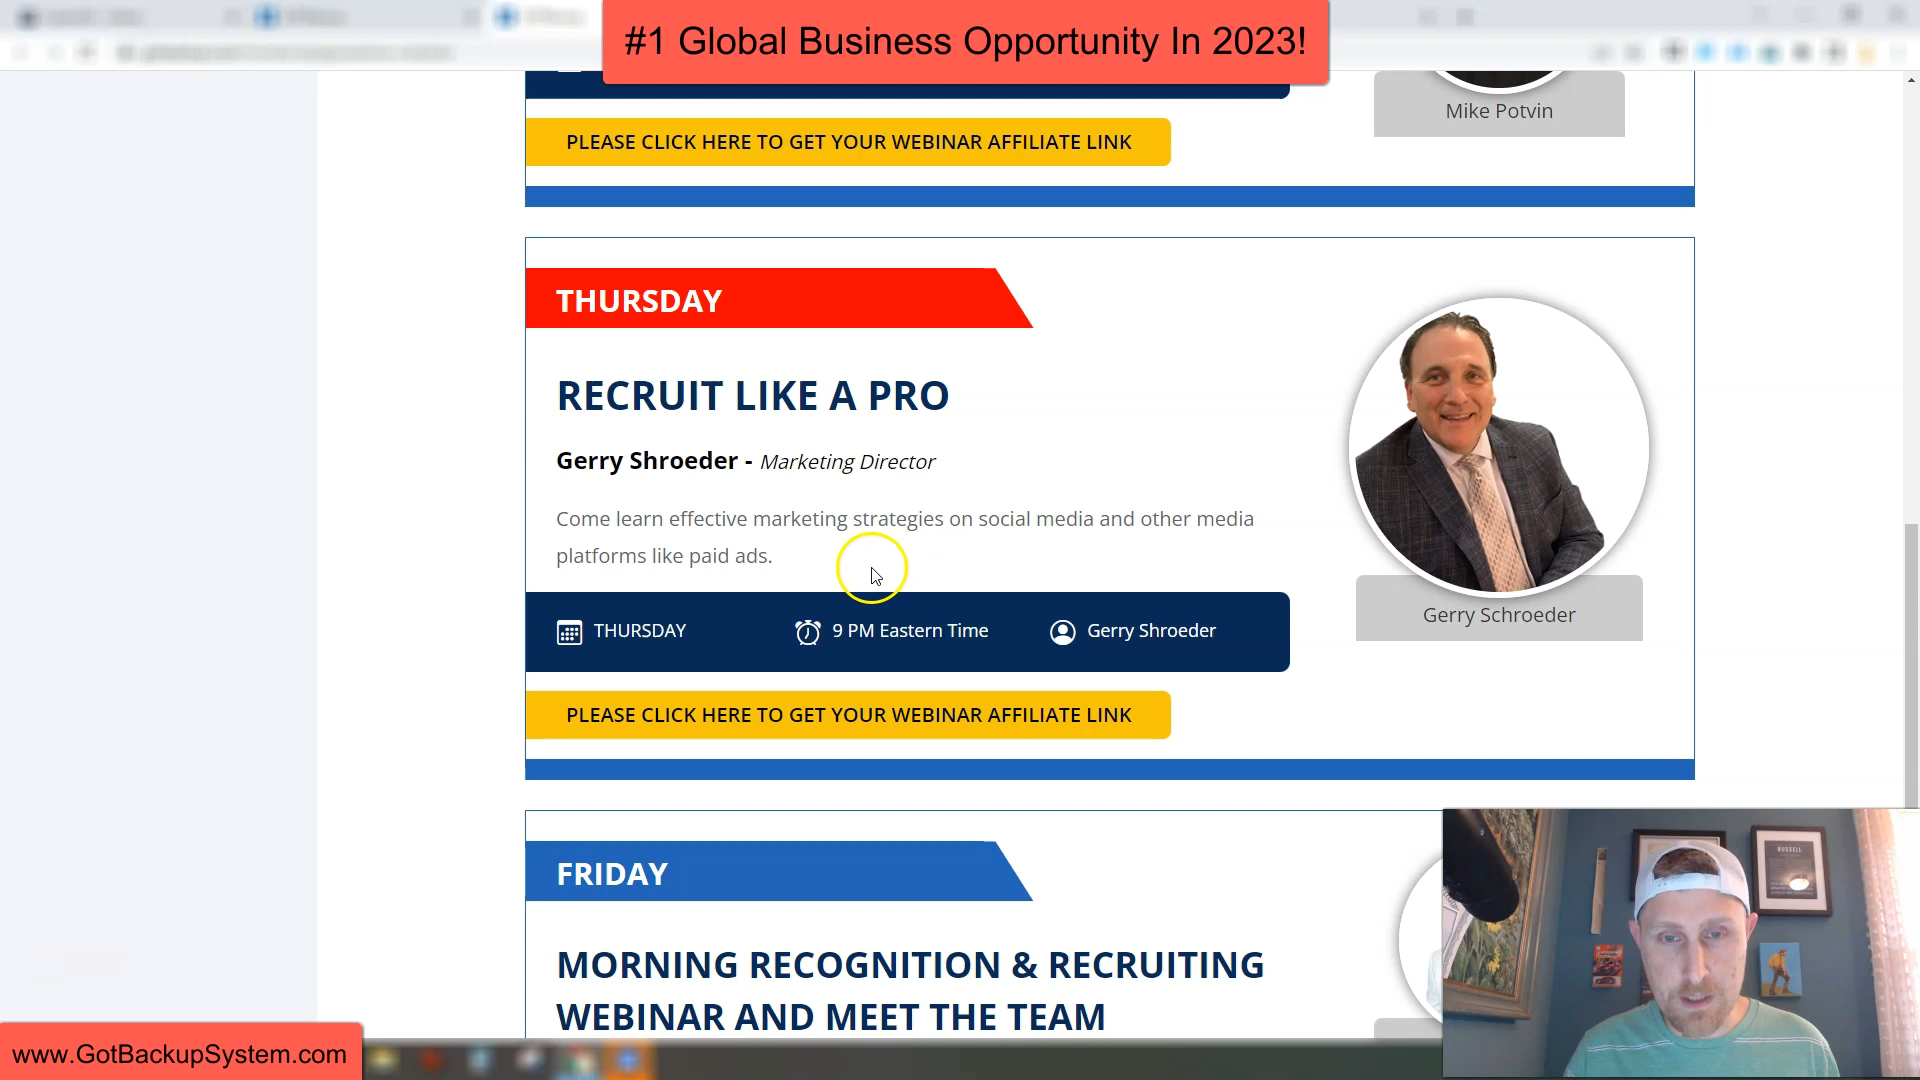 #1 Global Business Opportunity In 2023!
Mike Potvin
PLEASE CLICK HERE TO GET YOUR WEBINAR AFFILIATE LINK
THURSDAY
RECRUIT LIKE A PRO
Gerry Shroeder - Marketing Director
Come learn effective marketing strategies on social media and other media
platforms like paid ads.
THURSDAY
9 PM Eastern Time
Gerry Shroeder
Gerry Schroeder
PLEASE CLICK HERE TO GET YOUR WEBINAR AFFILIATE LINK
FRIDAY
MORNING RECOGNITION & RECRUITING
WEBINAR AND MEET THE TEAM
RUSSELL
www.GotBackupSystem.com